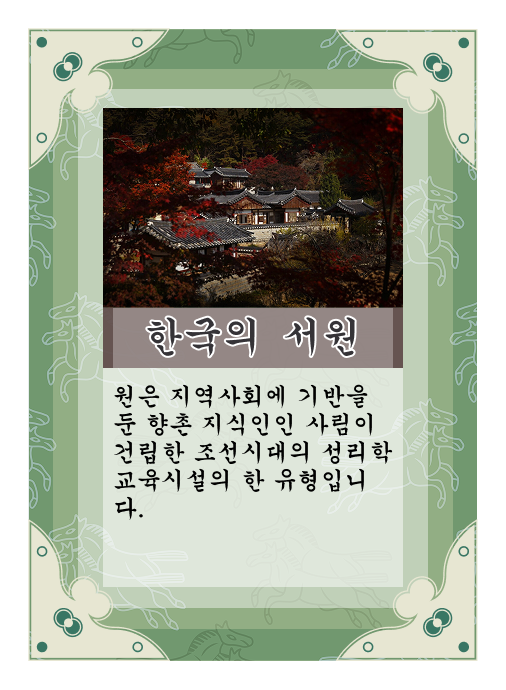 한국의 서원
원은 지역사회에 기반을
둔 향촌 지식인인 사림이
건립한 조선시대의 성리학
교육시설의 한 유형입니
다.